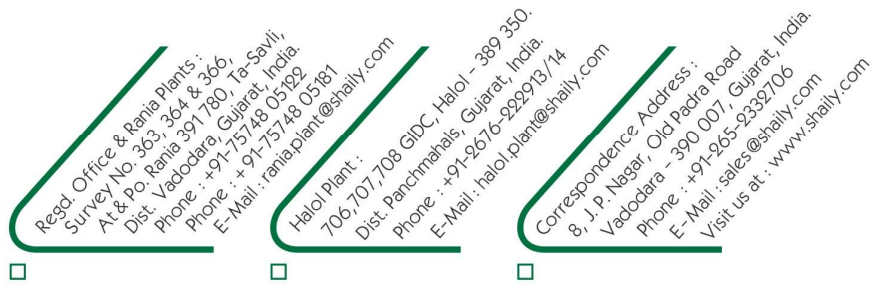 Regd. Office & Rania Plants :
Survey No. 363, 364 & 366,
At & Po. Rania 391 780, Ta-Savli,
Dist. Vadodara, Gujarat, India.
Phone : +91-75748 05122
Phone : +91-75748 05181
E-Mail : rania.plant@shaily.com
Halol Plant :
706,707,708 GIDC, Halol - 389 350.
Dist. Panchmahals, Gujarat, India.
Phone : +91-2676-222913/14
E-Mail : halol.plant@shaily.com
Correspondence Address :
8, J. P. Nagar, Old Padra Road
Vadodara - 390 007, Gujarat, India.
Phone : +91-265-2332706
E- Mail : sales@shaily.com
Visit us at : www.shaily.com